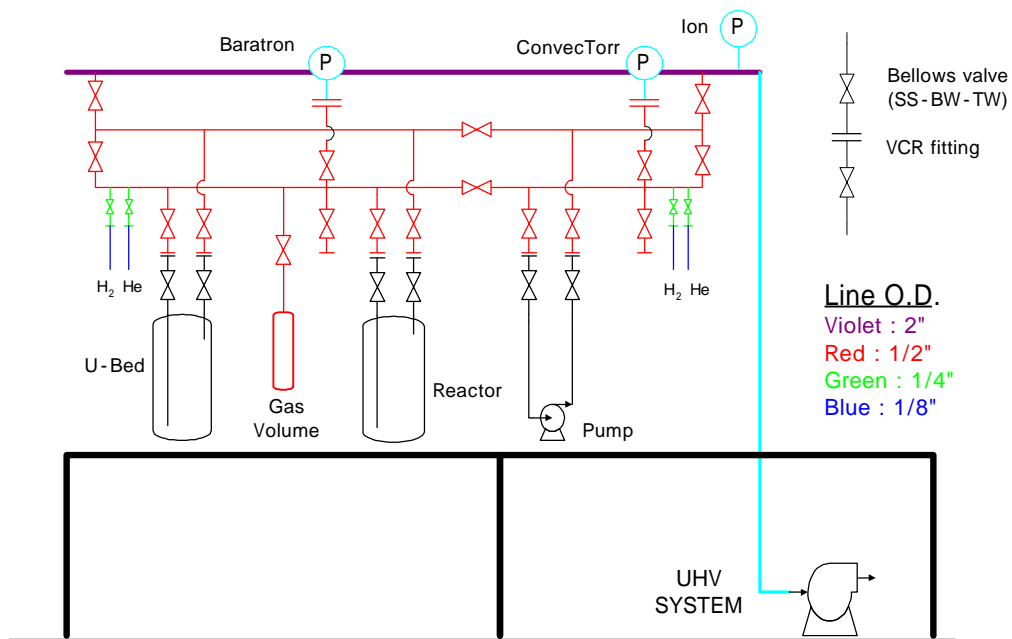 Baratron
P
ConvecTorr
P
Ion
P
Bellows valve
(SS-BW-TW)
VCR fitting
H2 He
H2 He
Line O.D.
Violet : 2"
Red : 1/2"
Green : 1/4"
Blue : 1/8"
U-Bed
Gas
Volume
Reactor
Pump
UHV
SYSTEM